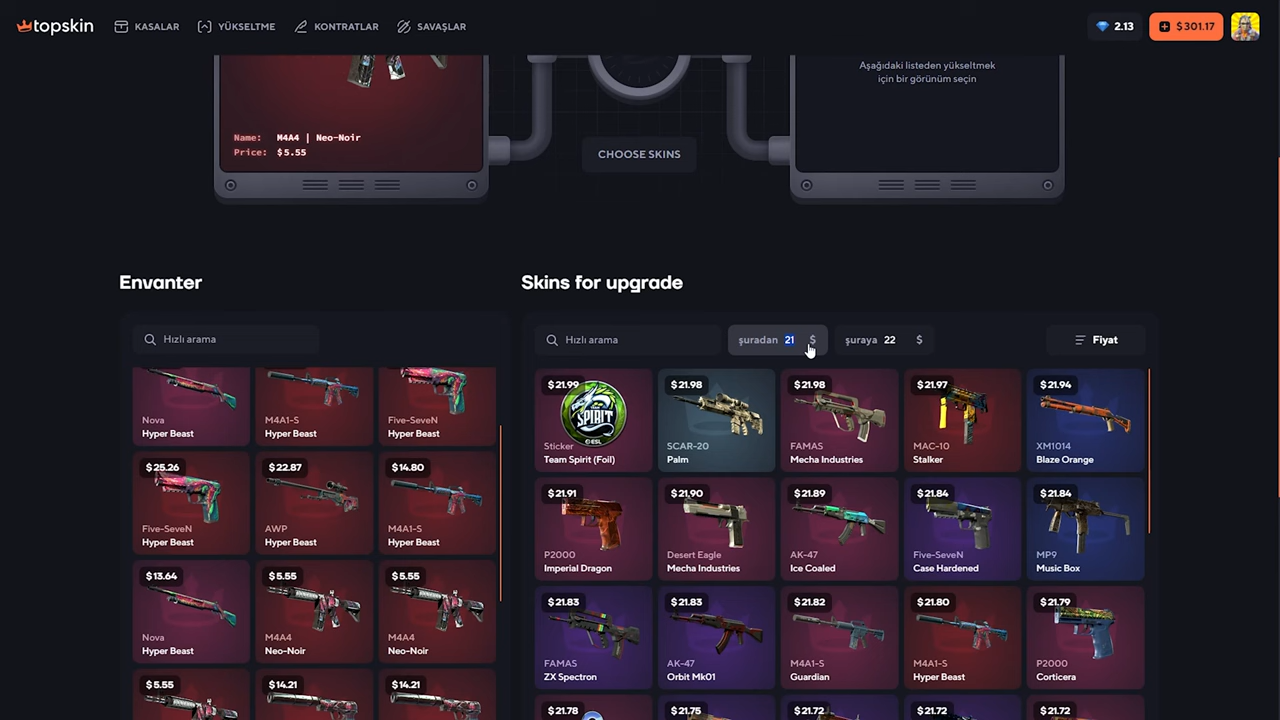 topskin
KASALAR
YÜKSELTME
KONTRATLAR
SAVAŞLAR
2.13
$301.17
Name: M4A4 | Neo-Noir
Price: $5.55
CHOOSE SKINS
Aşağıdaki listeden yükseltmek
için bir görünüm seçin
Envanter
Hızlı arama
Nova
Hyper Beast
M4A1-S
Hyper Beast
Five-SeveN
Hyper Beast
$25.26
Five-SeveN
Hyper Beast
$22.87
AWP
Hyper Beast
$14.80
M4A1-S
Hyper Beast
$13.64
Nova
Hyper Beast
$5.55
M4A4
Neo-Noir
$5.55
M4A4
Neo-Noir
$5.55
$14.21
$14.21
Skins for upgrade
Hızlı arama
şuradan 21 $
şuraya 22 $
Fiyat
$21.99
SPIRIT
ESL
Sticker
Team Spirit (Foil)
$21.98
SCAR-20
Palm
$21.98
FAMAS
Mecha Industries
$21.97
MAC-10
Stalker
$21.94
XM1014
Blaze Orange
$21.91
P2000
Imperial Dragon
$21.90
Desert Eagle
Mecha Industries
$21.89
AK-47
Ice Coaled
$21.84
Five-SeveN
Case Hardened
$21.84
MP9
Music Box
$21.83
FAMAS
ZX Spectron
$21.83
AK-47
Orbit Mk01
$21.82
M4A1-S
Guardian
$21.80
M4A1-S
Hyper Beast
$21.79
P2000
Corticera
$21.78
$21.75
$21.72
$21.72
$21.72